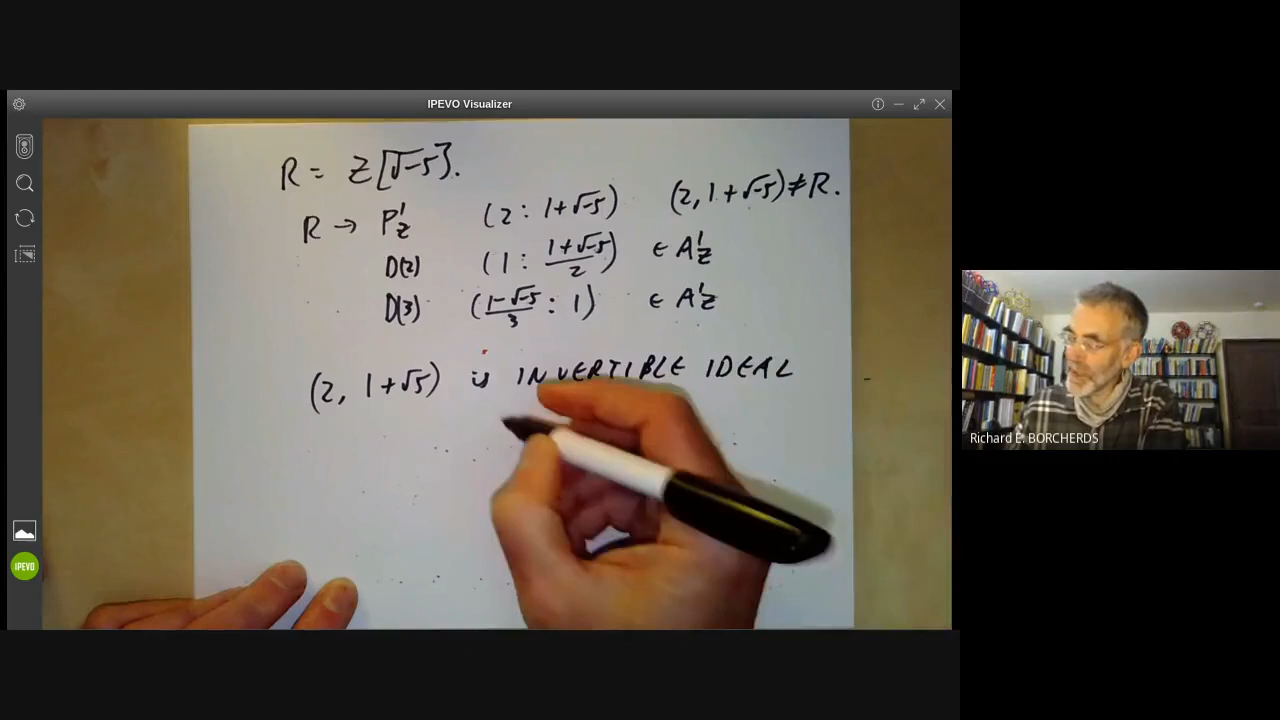 IPEVO Visualizer
R = Z[√-5].
R → P¹_Z (2 : 1+√-5) (2, 1+√-5) ≠ R.
D(2) (1 : (1+√-5)/2) ∈ A¹_Z
D(3) ((1-√-5)/3 : 1) ∈ A¹_Z
(2, 1+√5) is INVERTIBLE IDEAL
IPEVO
Richard E. BORCHERDS